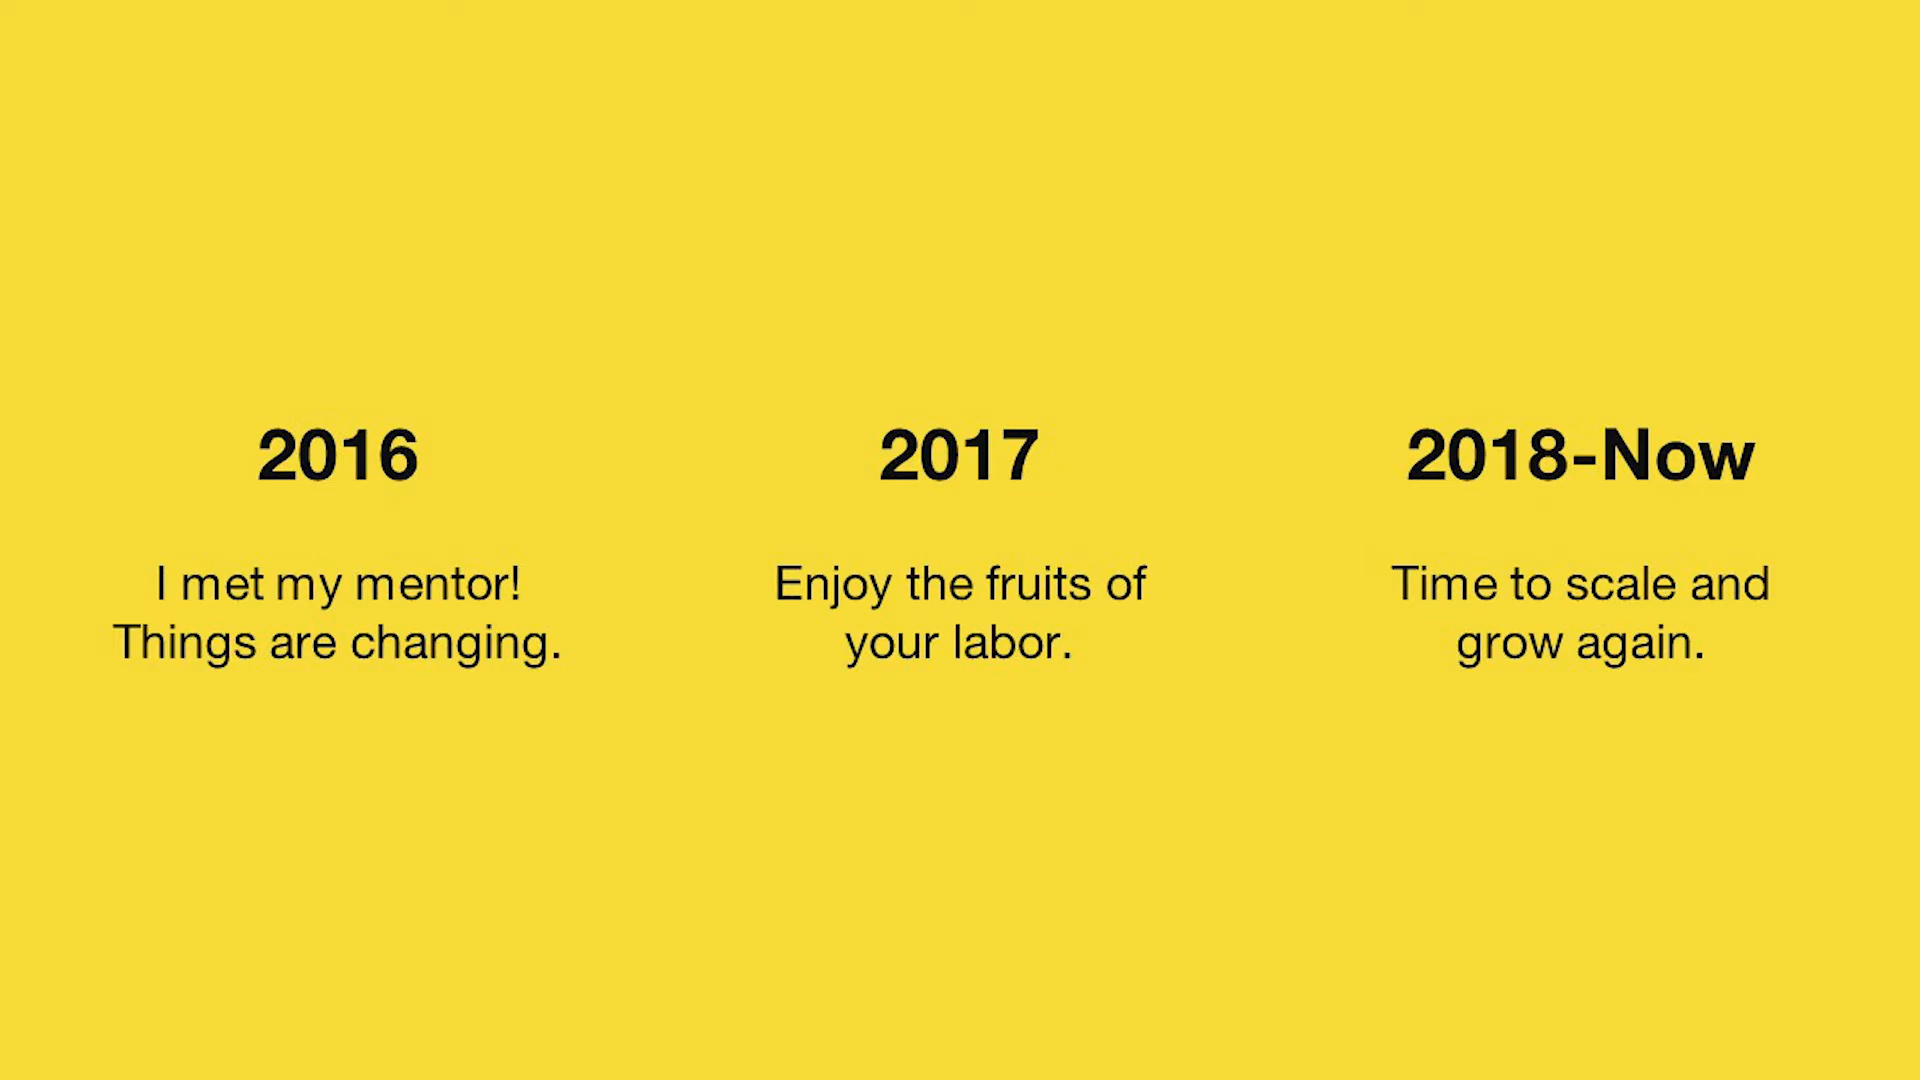 2016
I met my mentor!
Things are changing.
2017
Enjoy the fruits of
your labor.
2018-Now
Time to scale and
grow again.